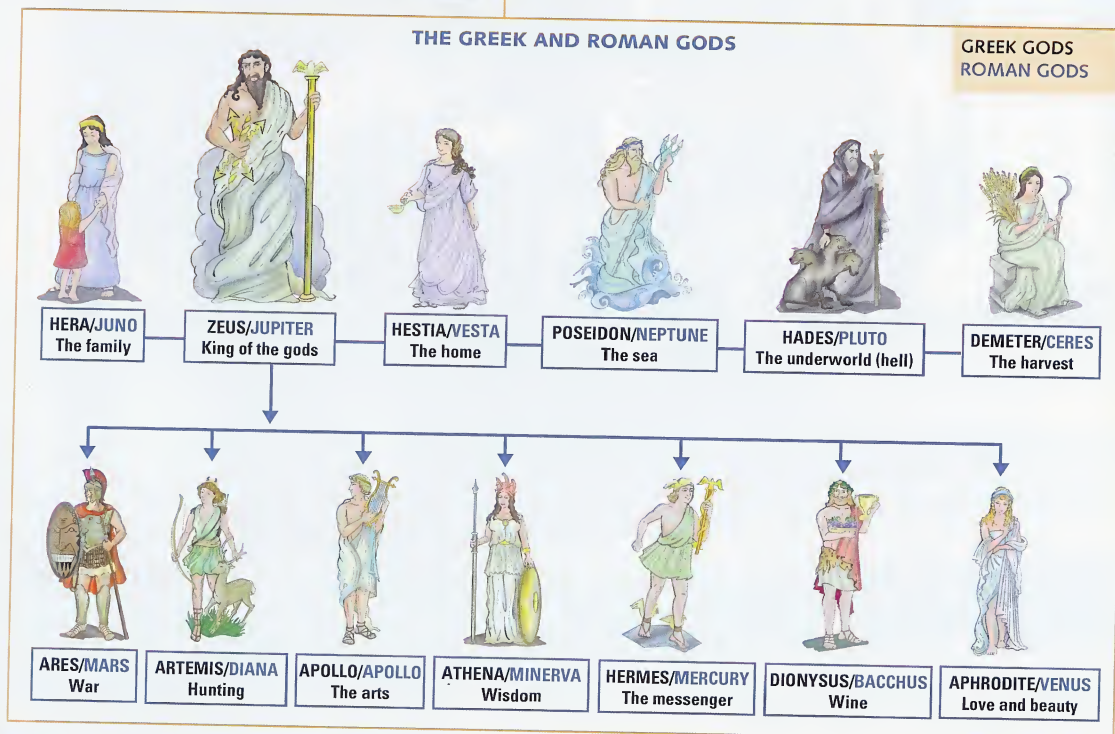 THE GREEK AND ROMAN GODS
GREEK GODS
ROMAN GODS
HERA/JUNO
The family
ZEUS/JUPITER
King of the gods
HESTIA/VESTA
The home
POSEIDON/NEPTUNE
The sea
HADES/PLUTO
The underworld (hell)
DEMETER/CERES
The harvest
ARES/MARS
War
ARTEMIS/DIANA
Hunting
APOLLO/APOLLO
The arts
ATHENA/MINERVA
Wisdom
HERMES/MERCURY
The messenger
DIONYSUS/BACCHUS
Wine
APHRODITE/VENUS
Love and beauty